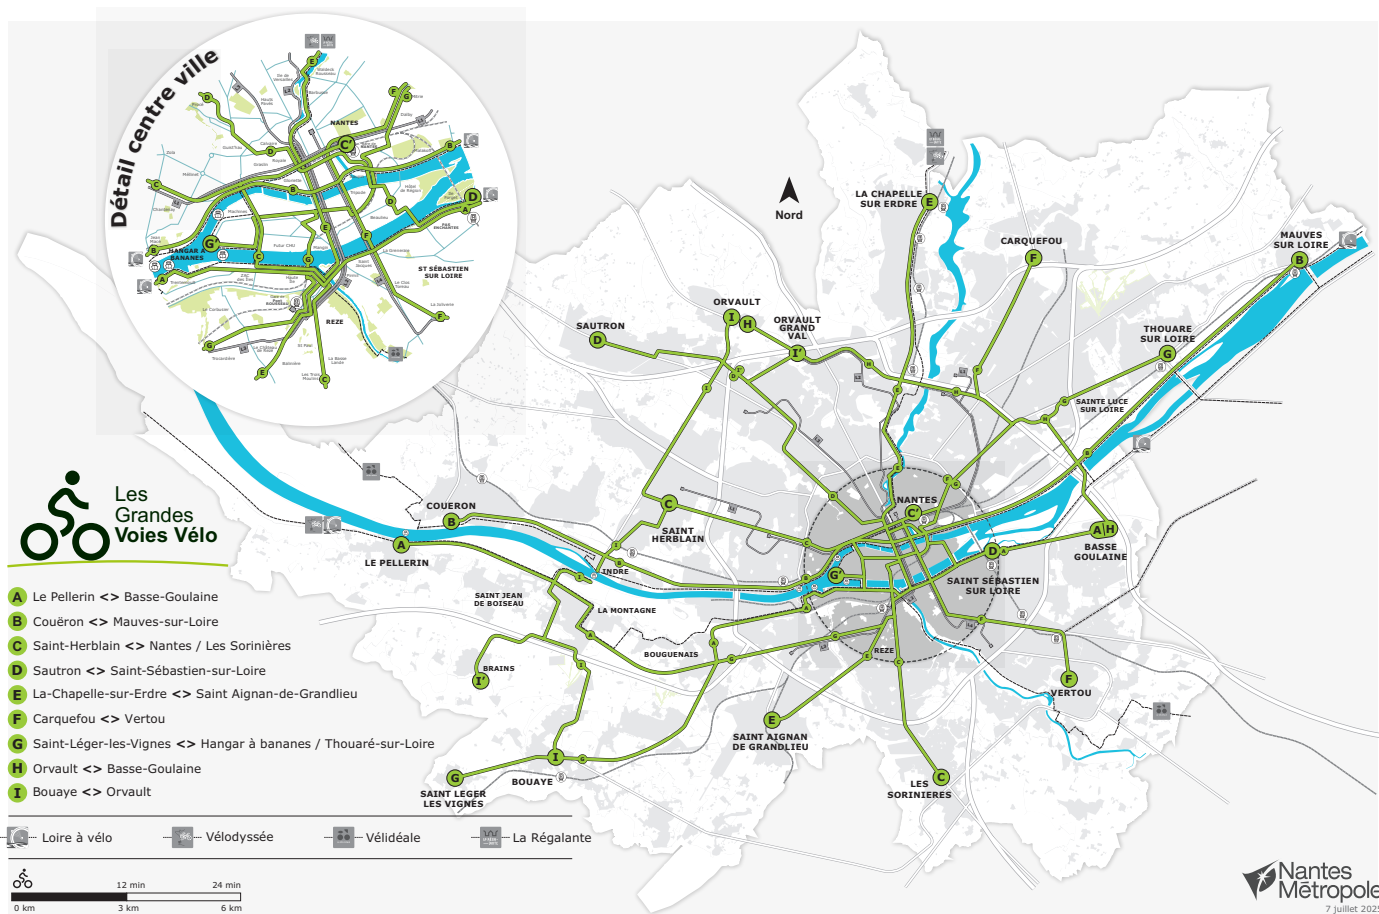 Détail centre ville
NANTES
C'
HANGAR À
BANANES
G'
REZE
ST SÉBASTIEN
SUR LOIRE
Nord
LA CHAPELLE
SUR ERDRE
E
CARQUEFOU
F
MAUVES
SUR LOIRE
B
ORVAULT
I
H
ORVAULT
GRAND
VAL
I'
SAUTRON
D
THOUARE
SUR LOIRE
G
SAINTE LUCE
SUR LOIRE
NANTES
C'
COUERON
B
C
SAINT
HERBLAIN
A
LE PELLERIN
INDRE
G'
D
SAINT SÉBASTIEN
SUR LOIRE
A H
BASSE
GOULAINE
SAINT JEAN
DE BOISEAU
LA MONTAGNE
BOUGUENAIS
REZE
BRAINS
I'
F
VERTOU
E
SAINT AIGNAN
DE GRANDLIEU
I
BOUAYE
G
SAINT LEGER
LES VIGNES
C
LES
SORINIERES
Les
Grandes
Voies Vélo
A Le Pellerin <> Basse-Goulaine
B Couëron <> Mauves-sur-Loire
C Saint-Herblain <> Nantes / Les Sorinières
D Sautron <> Saint-Sébastien-sur-Loire
E La-Chapelle-sur-Erdre <> Saint Aignan-de-Grandlieu
F Carquefou <> Vertou
G Saint-Léger-les-Vignes <> Hangar à bananes / Thouaré-sur-Loire
H Orvault <> Basse-Goulaine
I Bouaye <> Orvault
Loire à vélo
Vélodyssée
Vélidéale
La Régalante
12 min
24 min
0 km
3 km
6 km
Nantes
Métropole
7 juillet 2025